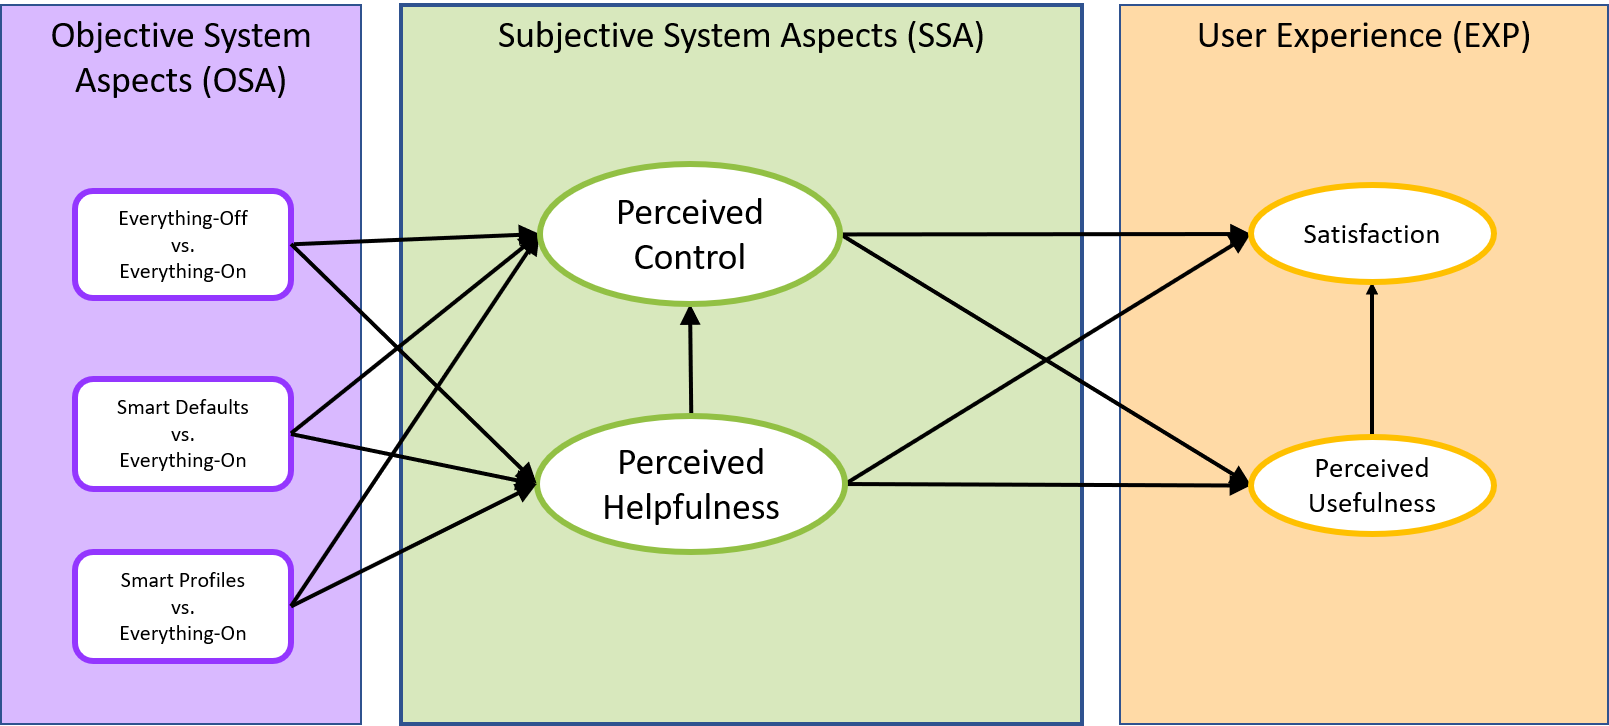 Objective System
Aspects (OSA)
Subjective System Aspects (SSA)
User Experience (EXP)
Everything-Off
vs.
Everything-On
Smart Defaults
vs.
Everything-On
Smart Profiles
vs.
Everything-On
Perceived
Control
Perceived
Helpfulness
Satisfaction
Perceived
Usefulness